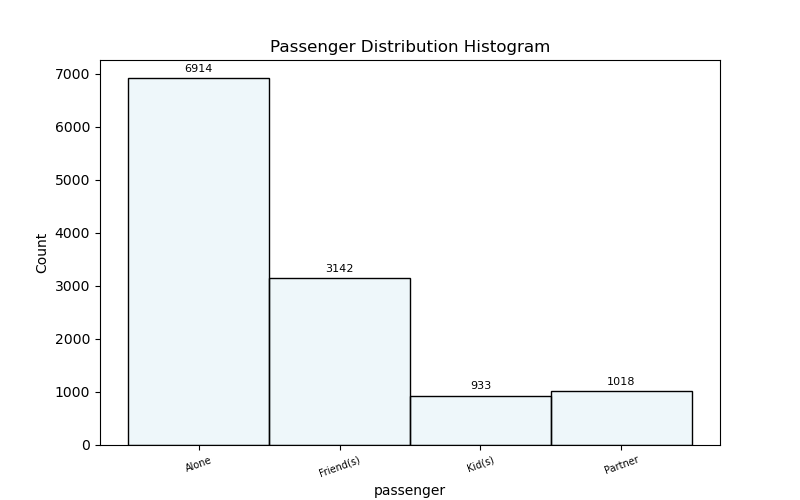 Passenger Distribution Histogram
7000
6000
5000
4000
3000
2000
1000
0
Count
6914
3142
933
1018
Alone
Friend(s)
Kid(s)
Partner
passenger